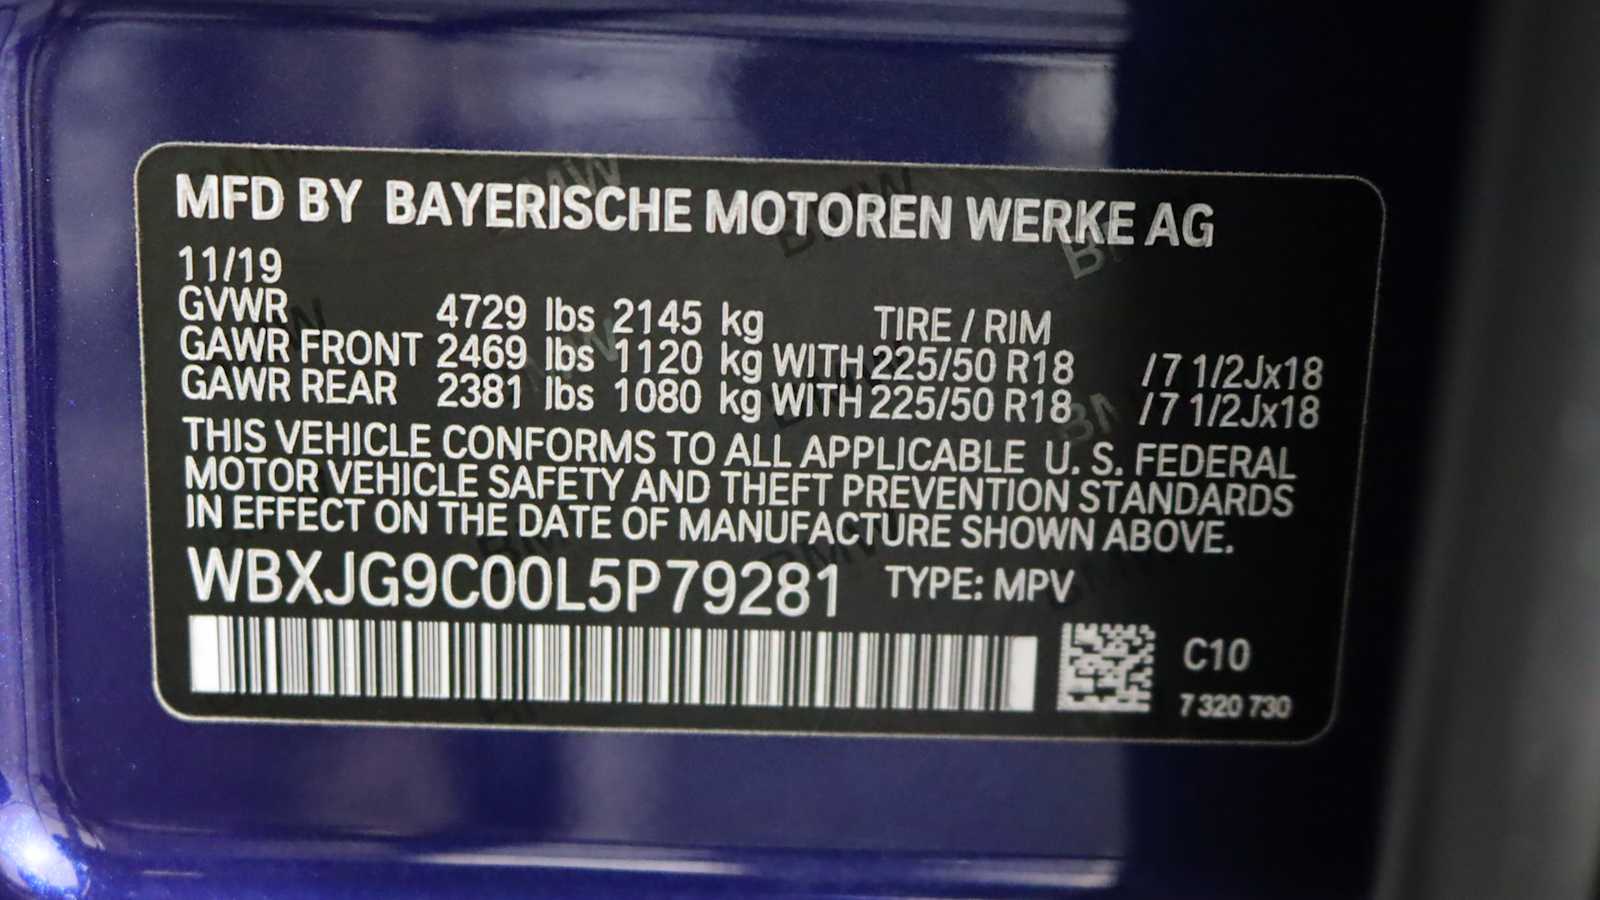 MFD BY BAYERISCHE MOTOREN WERKE AG
11/19
GVWR 4729 lbs 2145 kg TIRE / RIM
GAWR FRONT 2469 lbs 1120 kg WITH 225/50 R18 /7 1/2Jx18
GAWR REAR 2381 lbs 1080 kg WITH 225/50 R18 /7 1/2Jx18
THIS VEHICLE CONFORMS TO ALL APPLICABLE U. S. FEDERAL
MOTOR VEHICLE SAFETY AND THEFT PREVENTION STANDARDS
IN EFFECT ON THE DATE OF MANUFACTURE SHOWN ABOVE.
WBXJG9C00L5P79281 TYPE: MPV
C10
7 320 730